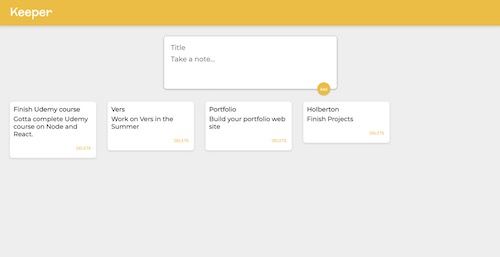 Keeper
Title
Take a note...
Add
Finish Udemy course
Gotta complete Udemy
course on Node and
React.
DELETE
Vers
Work on Vers in the
Summer
DELETE
Portfolio
Build your portfolio web
site
DELETE
Holberton
Finish Projects
DELETE